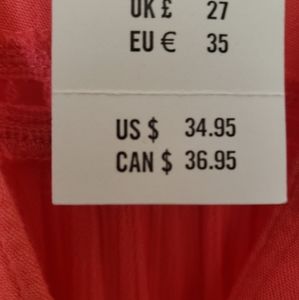 UK £ 27
EU € 35
US $ 34.95
CAN $ 36.95